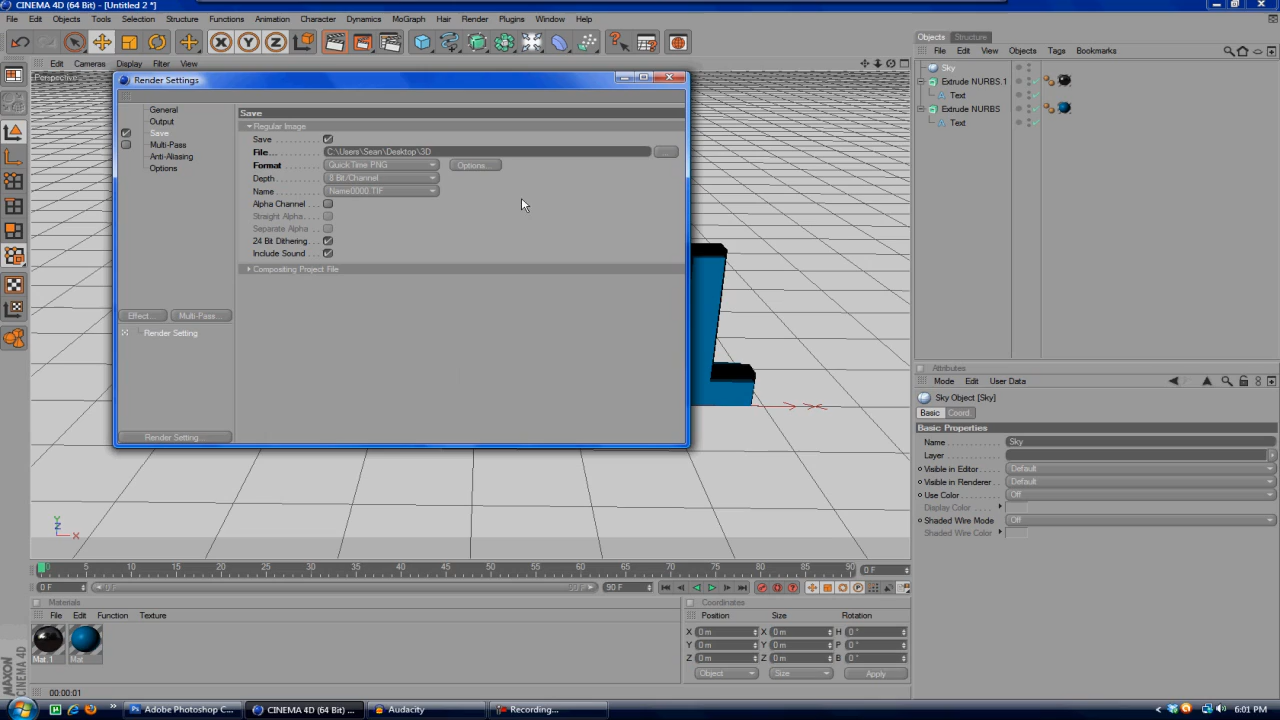 CINEMA 4D (64 Bit) - [Untitled 2 *]
File Edit Objects Tools Selection Structure Functions Animation Character Dynamics MoGraph Hair Render Plugins Window Help
Objects Structure
Edit Cameras Display Filter View
File Edit View Objects Tags Bookmarks
Perspective
Render Settings
General
Output
Save
Multi-Pass
Anti-Aliasing
Options
Effect... Multi-Pass...
Render Setting
Render Setting...
Save
Regular Image
Save
File... C:\Users\Sean\Desktop\3D ...
Format QuickTime PNG Options...
Depth 8 Bit/Channel
Name Name0000.TIF
Alpha Channel
Straight Alpha
Separate Alpha
24 Bit Dithering
Include Sound
Compositing Project File
Sky
Extrude NURBS.1
Text
Extrude NURBS
Text
Attributes
Mode Edit User Data
Sky Object [Sky]
Basic Coord.
Basic Properties
Name Sky
Layer
Visible in Editor Default
Visible in Renderer Default
Use Color Off
Display Color
Shaded Wire Mode Off
Shaded Wire Color
Y
Z X
0 5 10 15 20 25 30 35 40 45 50 55 60 65 70 75 80 85 90 0 F
0 F 0 F 90 F 90 F
Materials
File Edit Function Texture
Mat.1 Mat
Coordinates
Position Size Rotation
X 0 m X 0 m H 0 °
Y 0 m Y 0 m P 0 °
Z 0 m Z 0 m B 0 °
Object Size Apply
MAXON
CINEMA 4D
00:00:01
Adobe Photoshop C... CINEMA 4D (64 Bit) ... Audacity Recording... 6:01 PM